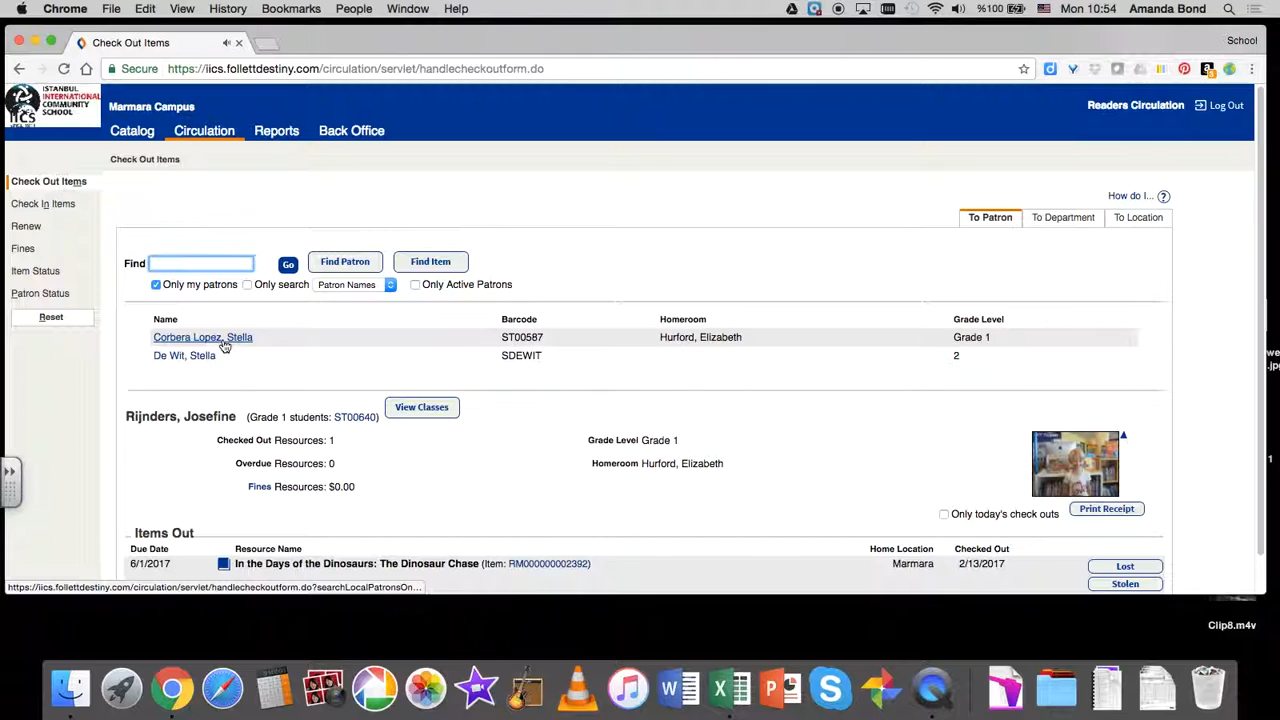 Chrome File Edit View History Bookmarks People Window Help %100 Mon 10:54 Amanda Bond
Check Out Items School
Secure https://iics.follettdestiny.com/circulation/servlet/handlecheckoutform.do
ISTANBUL
INTERNATIONAL
COMMUNITY
SCHOOL
IICS
Marmara Campus Readers Circulation Log Out
Catalog Circulation Reports Back Office
Check Out Items
Check Out Items
Check In Items
Renew
Fines
Item Status
Patron Status
Reset
How do I... ?
To Patron To Department To Location
Find Go Find Patron Find Item
Only my patrons Only search Patron Names Only Active Patrons
Name Barcode Homeroom Grade Level
Corbera Lopez, Stella ST00587 Hurford, Elizabeth Grade 1
De Wit, Stella SDEWIT 2
Rijnders, Josefine (Grade 1 students: ST00640) View Classes
Checked Out Resources: 1 Grade Level Grade 1
Overdue Resources: 0 Homeroom Hurford, Elizabeth
Fines Resources: $0.00
Only today's check outs Print Receipt
Items Out
Due Date Resource Name Home Location Checked Out
6/1/2017 In the Days of the Dinosaurs: The Dinosaur Chase (Item: RM000000002392) Marmara 2/13/2017 Lost
Stolen
https://iics.follettdestiny.com/circulation/servlet/handlecheckoutform.do?searchLocalPatronsOn...
Clip8.m4v